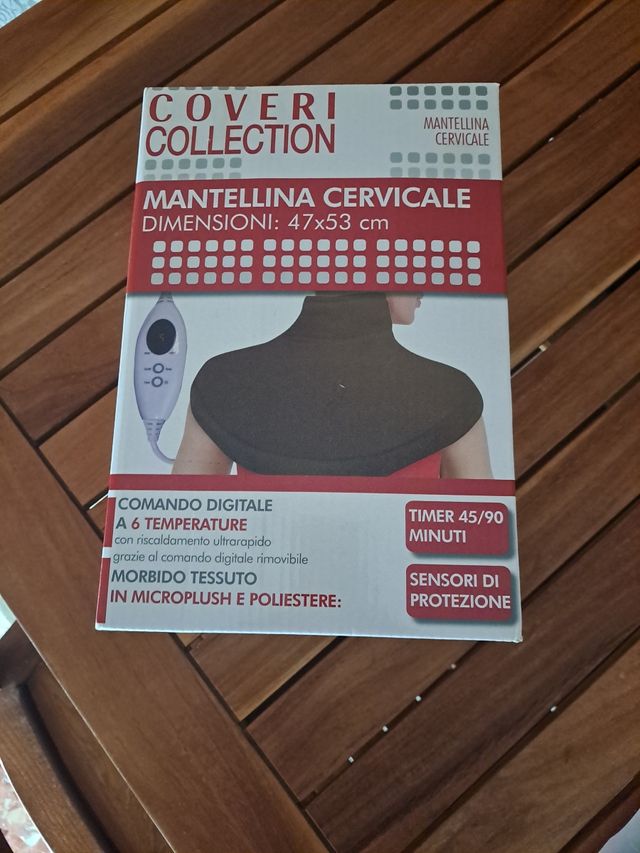 COVERI
COLLECTION
MANTELLINA
CERVICALE
MANTELLINA CERVICALE
DIMENSIONI: 47x53 cm
COMANDO DIGITALE
A 6 TEMPERATURE
con riscaldamento ultrarapido
grazie al comando digitale rimovibile
MORBIDO TESSUTO
IN MICROPLUSH E POLIESTERE:
TIMER 45/90
MINUTI
SENSORI DI
PROTEZIONE